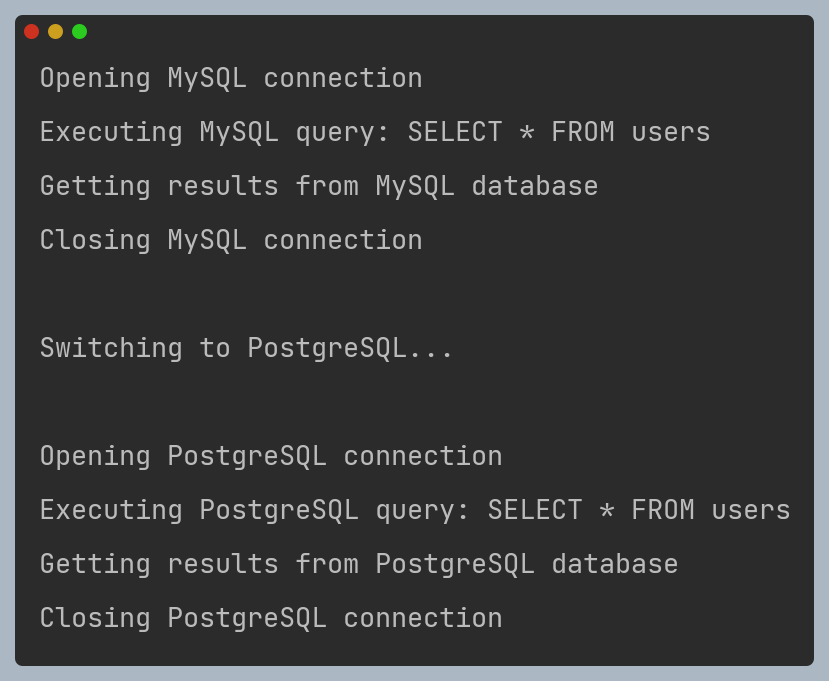 Opening MySQL connection
Executing MySQL query: SELECT * FROM users
Getting results from MySQL database
Closing MySQL connection
Switching to PostgreSQL...
Opening PostgreSQL connection
Executing PostgreSQL query: SELECT * FROM users
Getting results from PostgreSQL database
Closing PostgreSQL connection